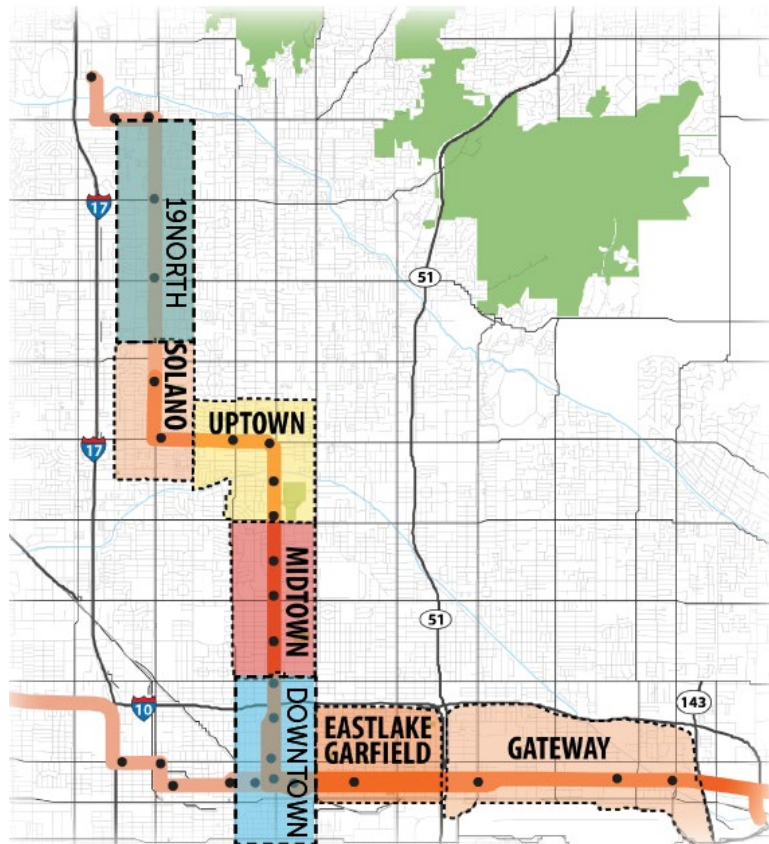 17
19NORTH
51
SOLANO
UPTOWN
17
MIDTOWN
51
143
10
DOWNTOWN
EASTLAKE
GARFIELD
GATEWAY